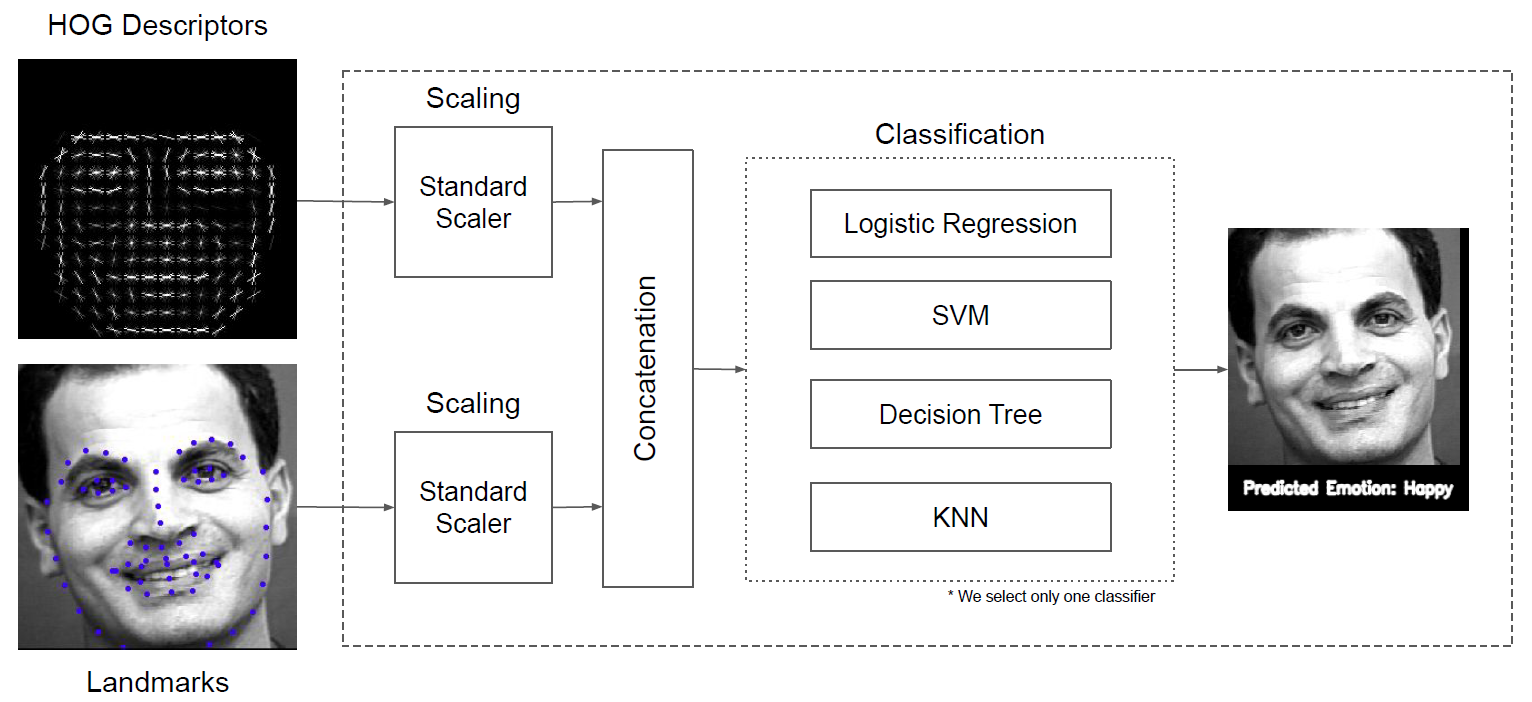 HOG Descriptors
Scaling
Standard
Scaler
Landmarks
Scaling
Standard
Scaler
Concatenation
Classification
Logistic Regression
SVM
Decision Tree
KNN
* We select only one classifier
Predicted Emotion: Happy